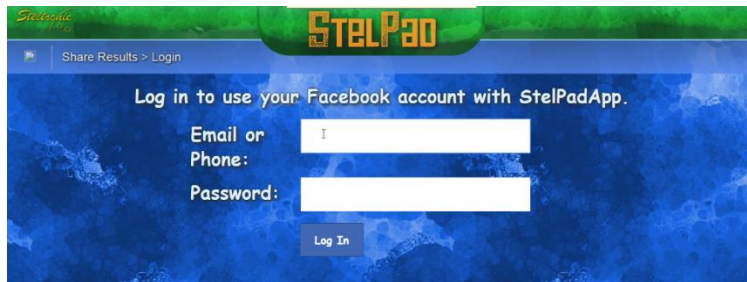 Steltronic
STELPAD
Share Results > Login
Log in to use your Facebook account with StelPadApp.
Email or
Phone:
Password:
Log In